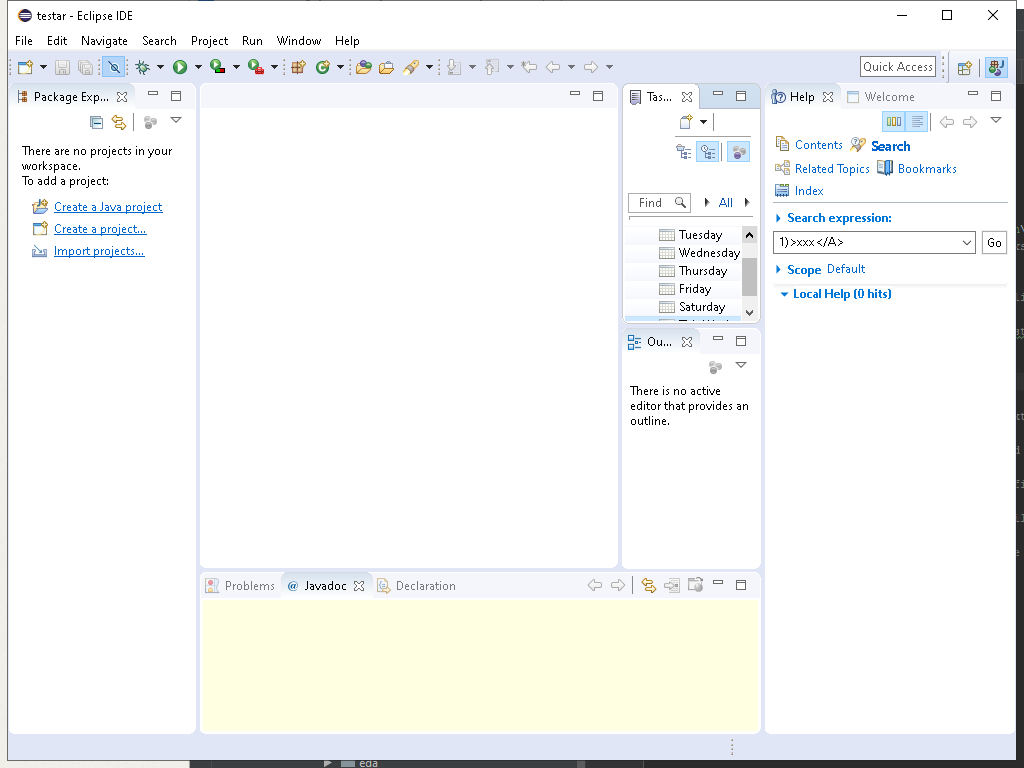 testar - Eclipse IDE
File Edit Navigate Search Project Run Window Help
Quick Access
Package Exp...
There are no projects in your
workspace.
To add a project:
Create a Java project
Create a project...
Import projects...
Tas...
Find
All
Tuesday
Wednesday
Thursday
Friday
Saturday
Ou...
There is no active
editor that provides an
outline.
Help Welcome
Contents Search
Related Topics Bookmarks
Index
Search expression:
1)>xxx</A> Go
Scope Default
Local Help (0 hits)
Problems @ Javadoc Declaration
eda